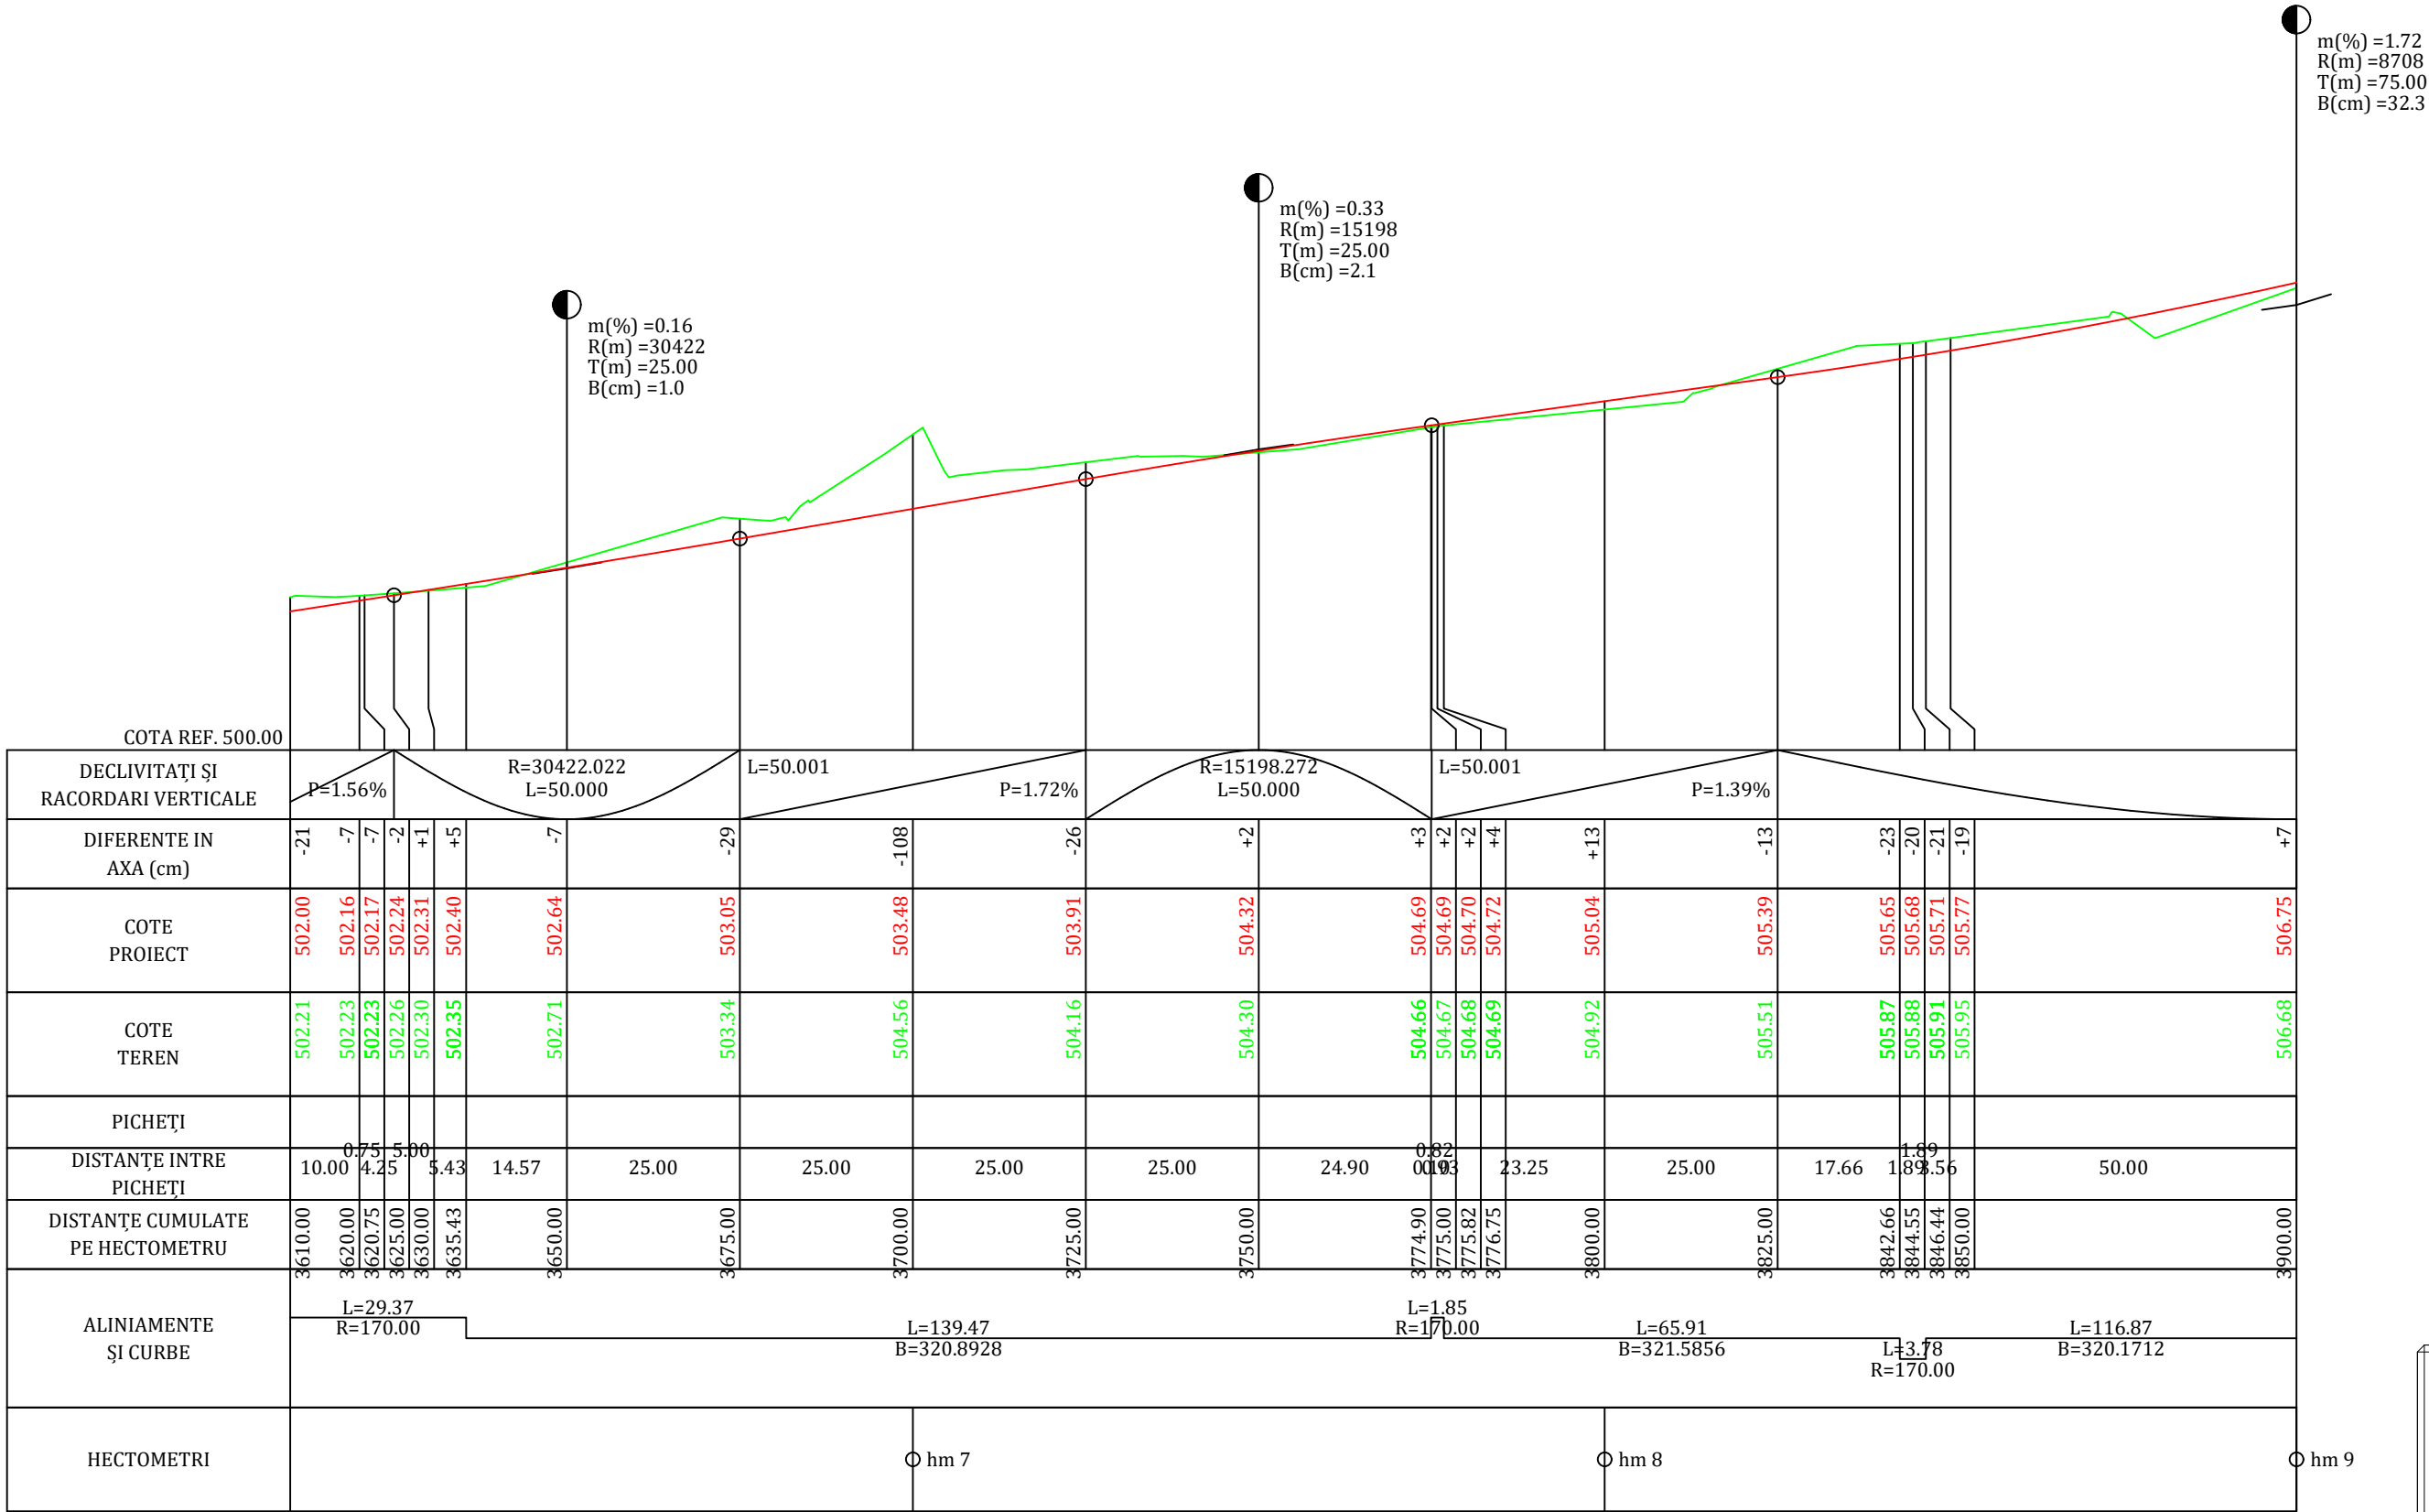 m(%) =1.72
R(m) =8708
T(m) =75.00
B(cm) =32.3
m(%) =0.33
R(m) =15198
T(m) =25.00
B(cm) =2.1
m(%) =0.16
R(m) =30422
T(m) =25.00
B(cm) =1.0
COTA REF. 500.00
DECLIVITAȚI ȘI
RACORDARI VERTICALE
P=1.56%
R=30422.022
L=50.000
L=50.001
P=1.72%
R=15198.272
L=50.000
L=50.001
P=1.39%
DIFERENTE IN
AXA (cm)
-21 -7 -7 -2 +1 +5 -7 -29 -108 -26 +2 +3 +2 +2 +4 +13 -13 -23 -20 -21 -19 +7
COTE
PROIECT
502.00 502.16 502.17 502.24 502.31 502.40 502.64 503.05 503.48 503.91 504.32 504.69 504.69 504.70 504.72 505.04 505.39 505.65 505.68 505.71 505.77 506.75
COTE
TEREN
502.21 502.23 502.23 502.26 502.30 502.35 502.71 503.34 504.56 504.16 504.30 504.66 504.67 504.68 504.69 504.92 505.51 505.87 505.88 505.91 505.95 506.68
PICHEȚI
DISTANȚE INTRE
PICHEȚI
0.75 5.00 0.82 1.89
10.00 4.25 5.43 14.57 25.00 25.00 25.00 25.00 24.90 0.10 0.93 23.25 25.00 17.66 1.89 3.56 50.00
DISTANȚE CUMULATE
PE HECTOMETRU
3610.00 3620.00 3620.75 3625.00 3630.00 3635.43 3650.00 3675.00 3700.00 3725.00 3750.00 3774.90 3775.00 3775.82 3776.75 3800.00 3825.00 3842.66 3844.55 3846.44 3850.00 3900.00
ALINIAMENTE
ȘI CURBE
L=29.37
R=170.00
L=139.47
B=320.8928
L=1.85
R=170.00
L=65.91
B=321.5856
L=3.78
R=170.00
L=116.87
B=320.1712
HECTOMETRI
hm 7
hm 8
hm 9